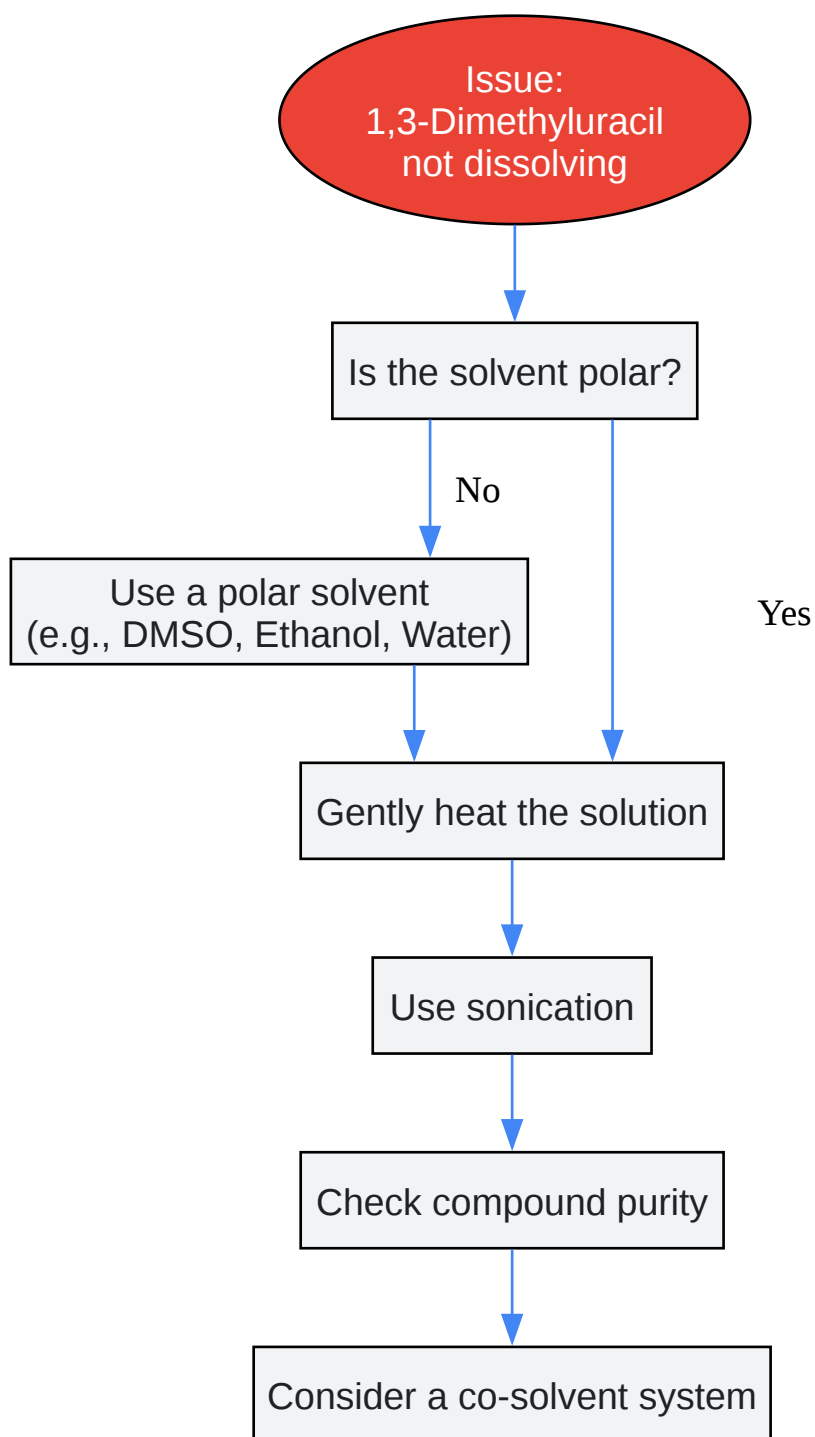 Issue:
1,3-Dimethyluracil
not dissolving
Is the solvent polar?
No
Use a polar solvent
(e.g., DMSO, Ethanol, Water)
Yes
Gently heat the solution
Use sonication
Check compound purity
Consider a co-solvent system